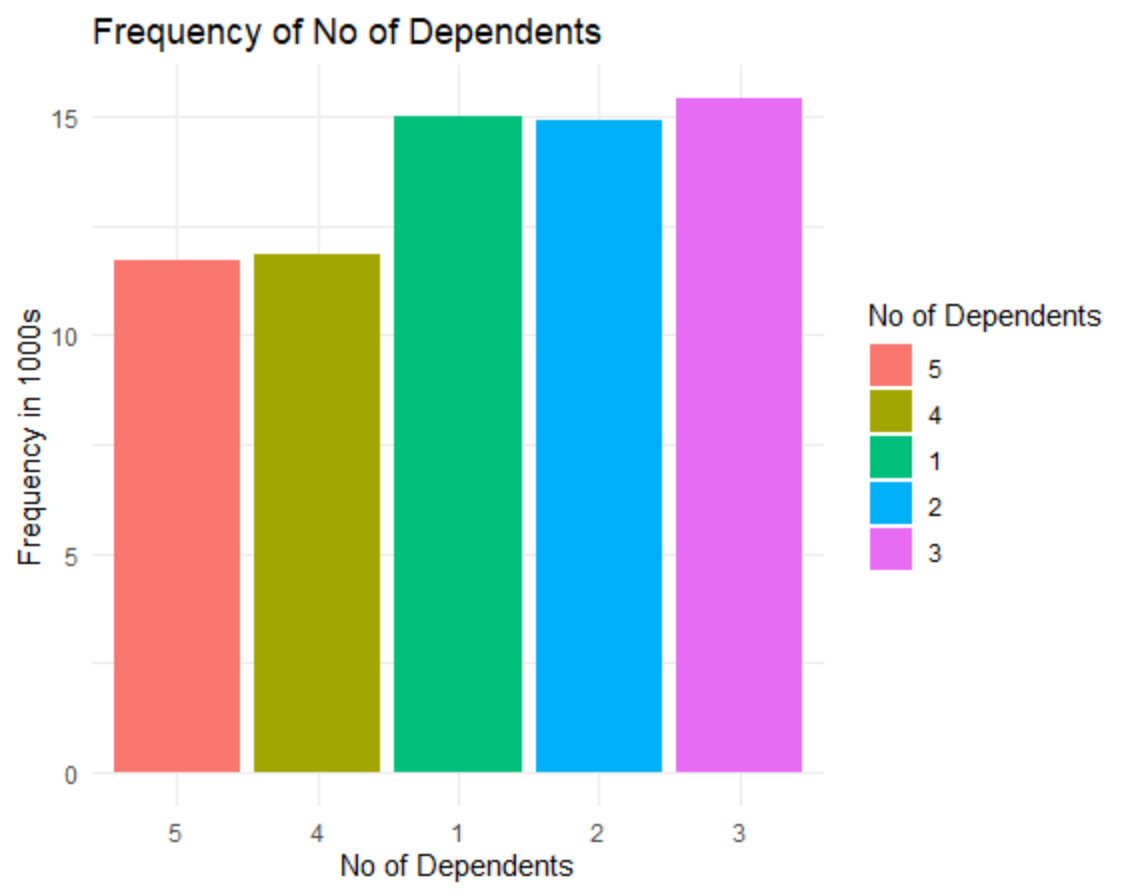 Frequency of No of Dependents
Frequency in 1000s
15
10
5
0
5 4 1 2 3
No of Dependents
No of Dependents
5
4
1
2
3